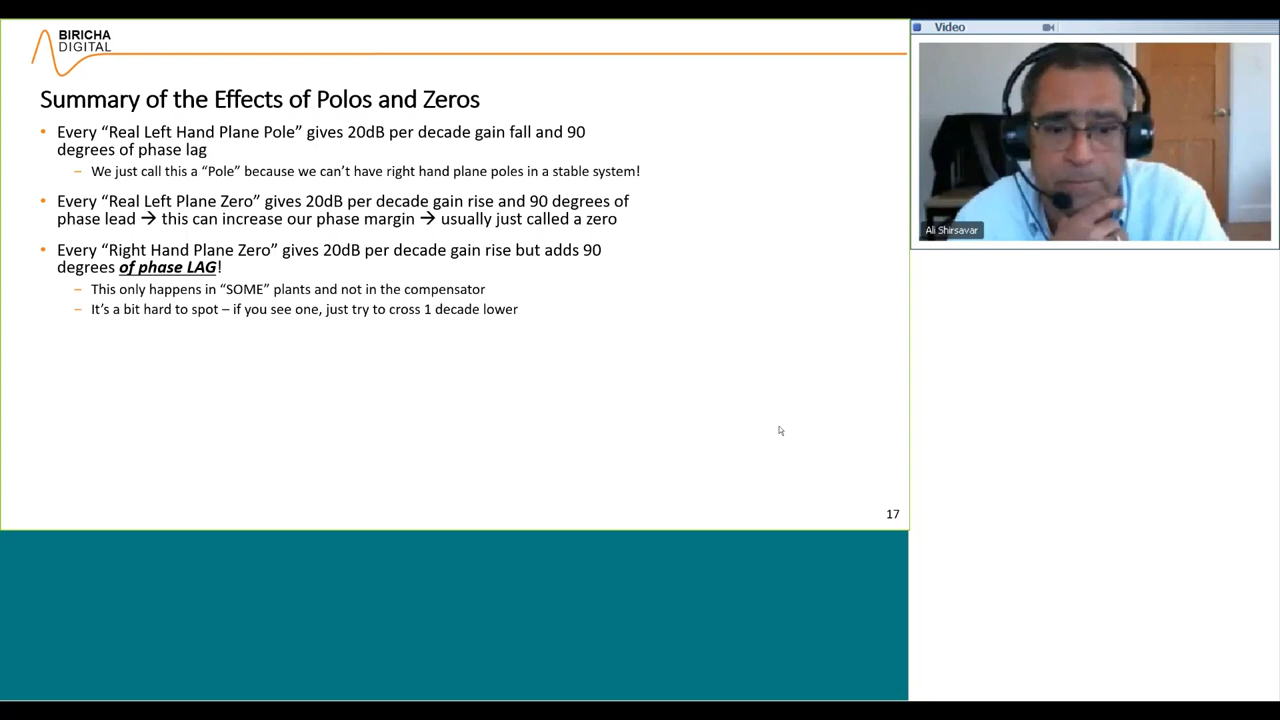 BIRICHA
DIGITAL
Summary of the Effects of Polos and Zeros
• Every “Real Left Hand Plane Pole” gives 20dB per decade gain fall and 90
degrees of phase lag
– We just call this a “Pole” because we can’t have right hand plane poles in a stable system!
• Every “Real Left Plane Zero” gives 20dB per decade gain rise and 90 degrees of
phase lead → this can increase our phase margin → usually just called a zero
• Every “Right Hand Plane Zero” gives 20dB per decade gain rise but adds 90
degrees of phase LAG!
– This only happens in “SOME” plants and not in the compensator
– It’s a bit hard to spot – if you see one, just try to cross 1 decade lower
17
Video
Ali Shirsavar